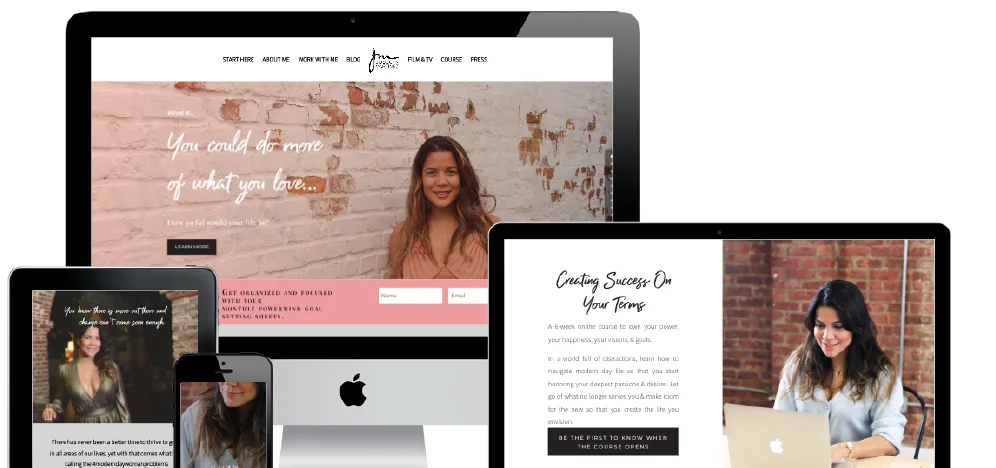 START HERE ABOUT ME WORK WITH ME BLOG FILM & TV COURSE PRESS
What if...
You could do more
of what you love...
How joyful would your life be?
LEARN MORE
GET ORGANIZED AND FOCUSED
WITH YOUR
MONTHLY POWERMIND GOAL
SETTING SHEETS.
Name
Email
You know there is more out there and
change can't come soon enough.
There has never been a better time to thrive to
in all areas of our lives, yet with that comes what
calling the #moderndaywomanproblems
Creating Success On
Your Terms
A 6-week online course to own your power,
your happiness, your visions, & goals.
In a world full of distractions, learn how to
navigate modern day life so that you start
honoring your deepest passions & desires. Let
go of what no longer serves you & make room
for the new so that you create the life you
envision.
BE THE FIRST TO KNOW WHEN
THE COURSE OPENS